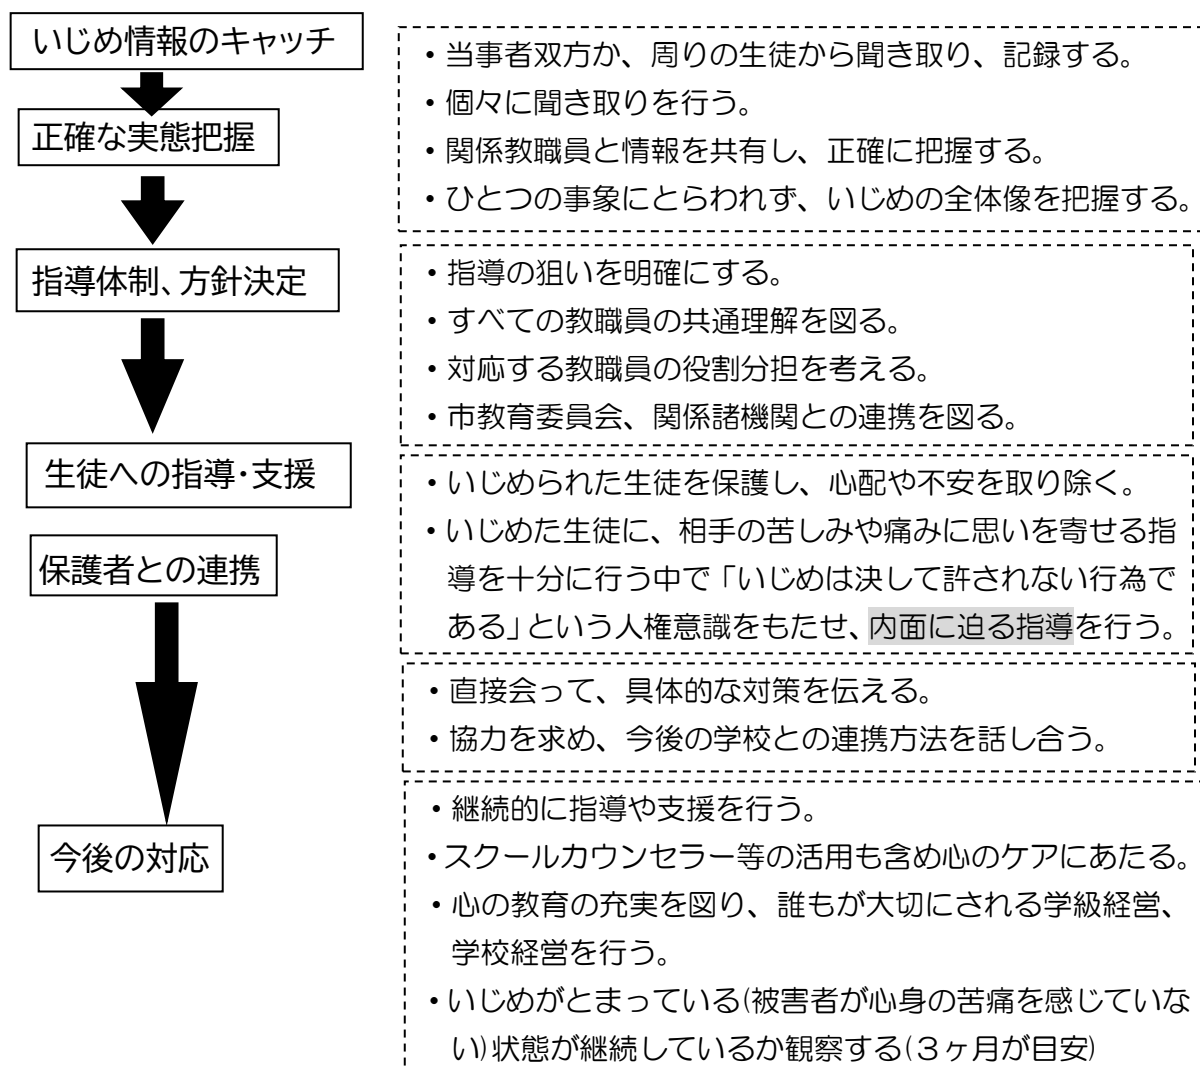 いじめ情報のキャッチ
正確な実態把握
・当事者双方か、周りの生徒から聞き取り、記録する。
・個々に聞き取りを行う。
・関係教職員と情報を共有し、正確に把握する。
・ひとつの事象にとらわれず、いじめの全体像を把握する。
指導体制、方針決定
・指導の狙いを明確にする。
・すべての教職員の共通理解を図る。
・対応する教職員の役割分担を考える。
・市教育委員会、関係諸機関との連携を図る。
生徒への指導・支援
・いじめられた生徒を保護し、心配や不安を取り除く。
・いじめた生徒に、相手の苦しみや痛みに思いを寄せる指
導を十分に行う中で「いじめは決して許されない行為で
ある」という人権意識をもたせ、内面に迫る指導を行う。
保護者との連携
・直接会って、具体的な対策を伝える。
・協力を求め、今後の学校との連携方法を話し合う。
今後の対応
・継続的に指導や支援を行う。
・スクールカウンセラー等の活用も含め心のケアにあたる。
・心の教育の充実を図り、誰もが大切にされる学級経営、
学校経営を行う。
・いじめがとまっている(被害者が心身の苦痛を感じていな
い)状態が継続しているか観察する(3ヶ月が目安)